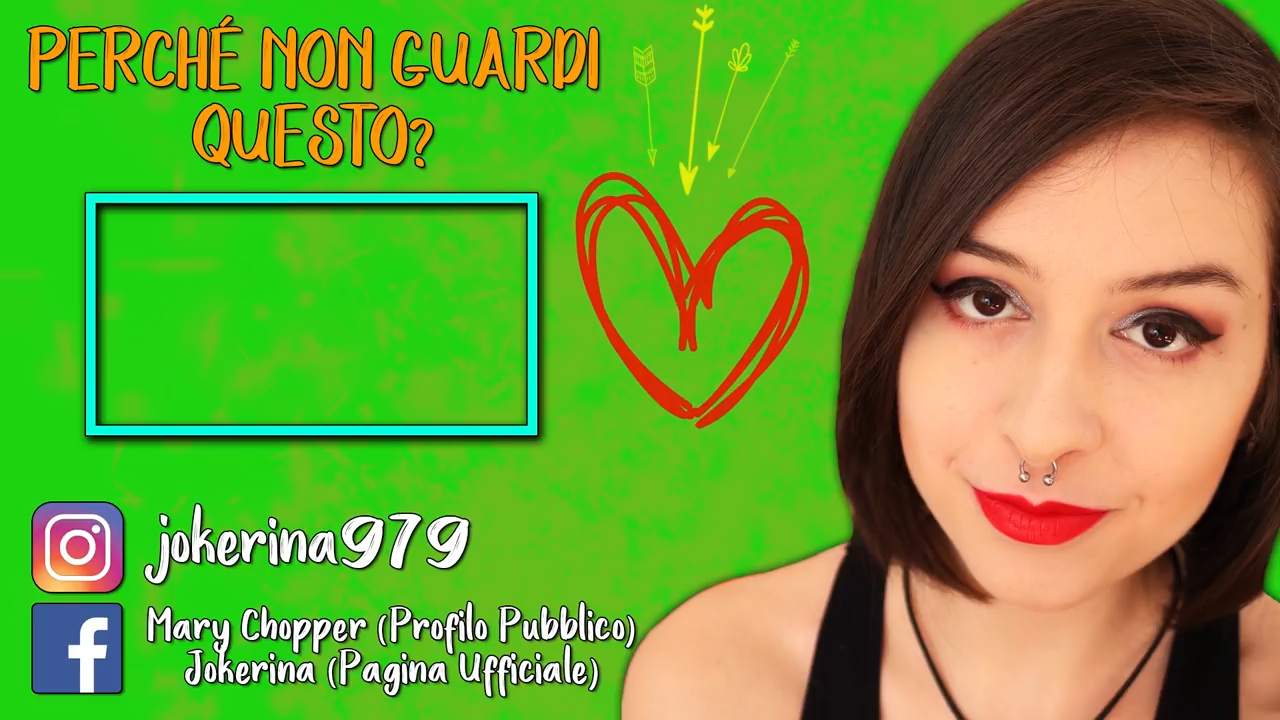 PERCHÉ NON GUARDI
QUESTO?
jokerina979
Mary Chopper (Profilo Pubblico)
Jokerina (Pagina Ufficiale)